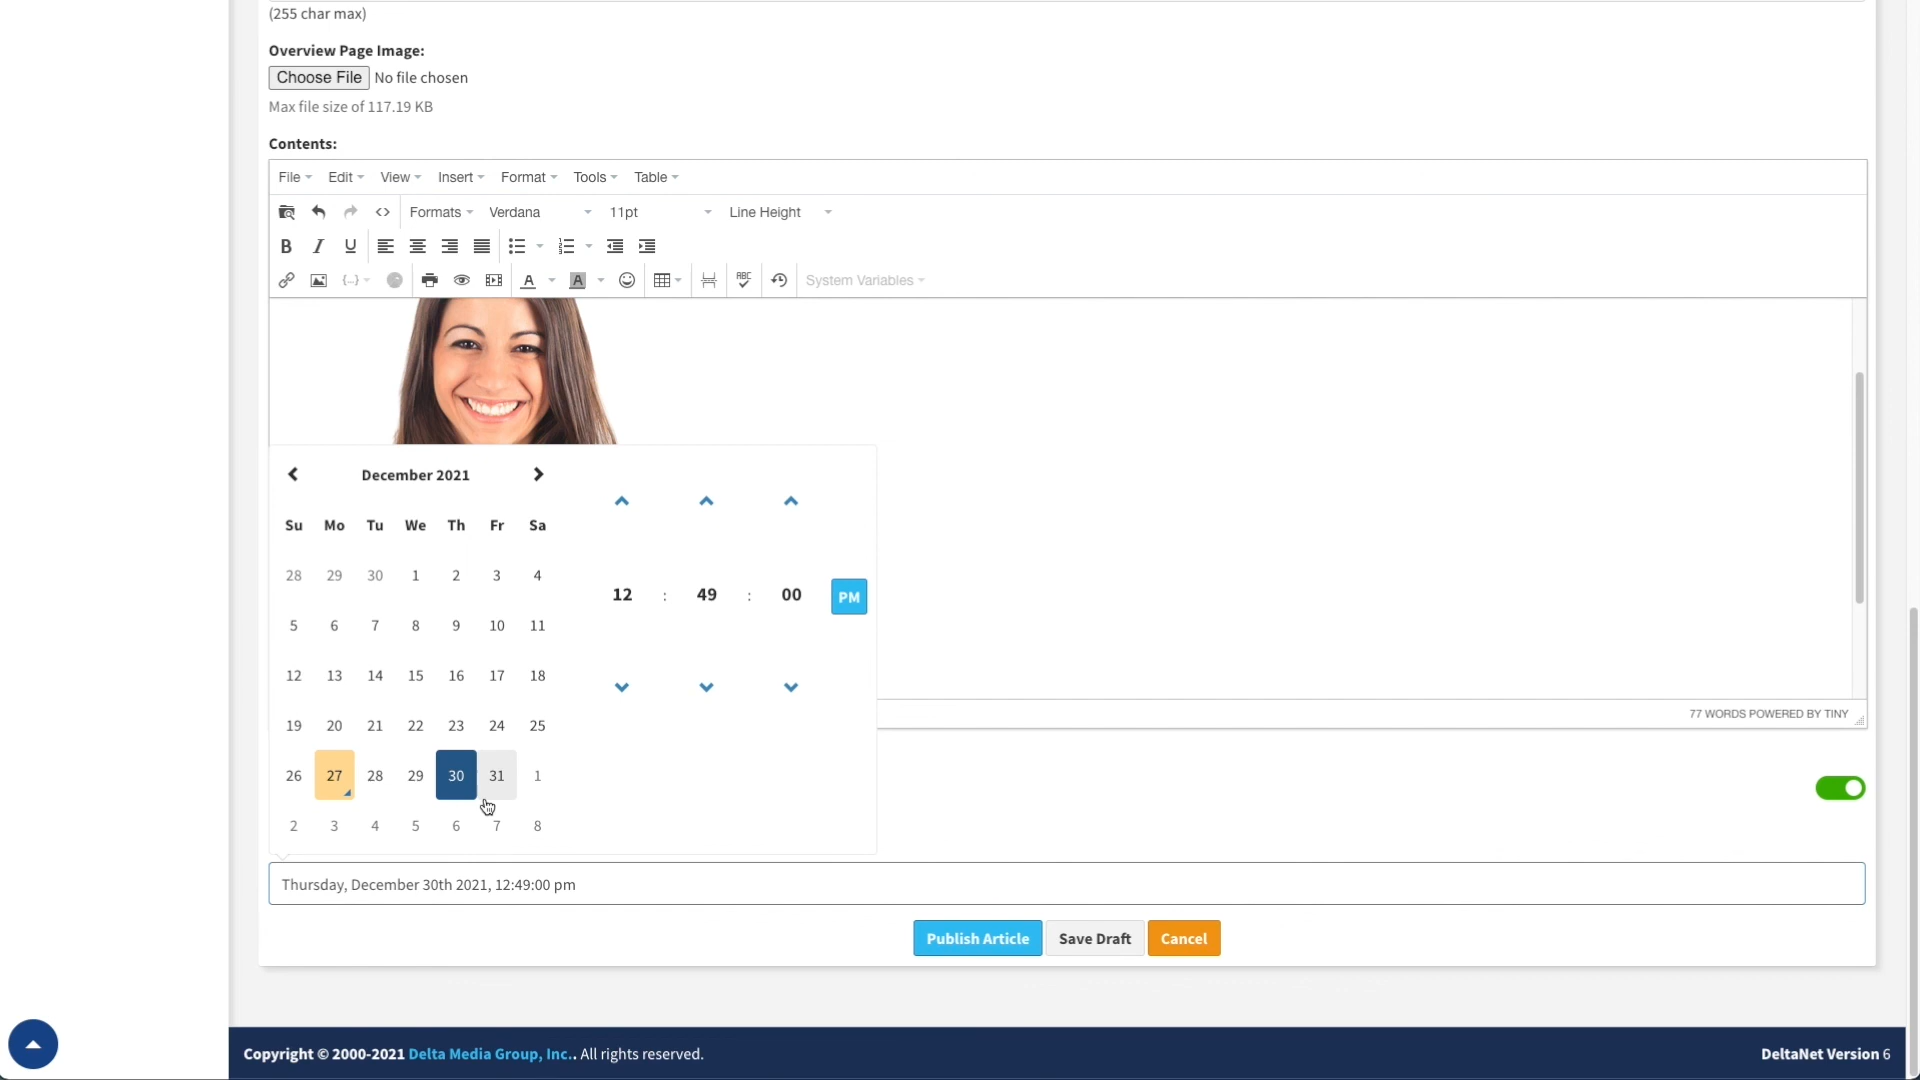 (255 char max)
Overview Page Image:
Choose File No file chosen
Max file size of 117.19 KB
Contents:
File Edit View Insert Format Tools Table
Formats Verdana 11pt Line Height
B I U
{...} A A ABC System Variables
December 2021
Su Mo Tu We Th Fr Sa
28 29 30 1 2 3 4
5 6 7 8 9 10 11
12 13 14 15 16 17 18
19 20 21 22 23 24 25
26 27 28 29 30 31 1
2 3 4 5 6 7 8
12 : 49 : 00 PM
77 WORDS POWERED BY TINY
Thursday, December 30th 2021, 12:49:00 pm
Publish Article Save Draft Cancel
Copyright © 2000-2021 Delta Media Group, Inc.. All rights reserved.
DeltaNet Version 6